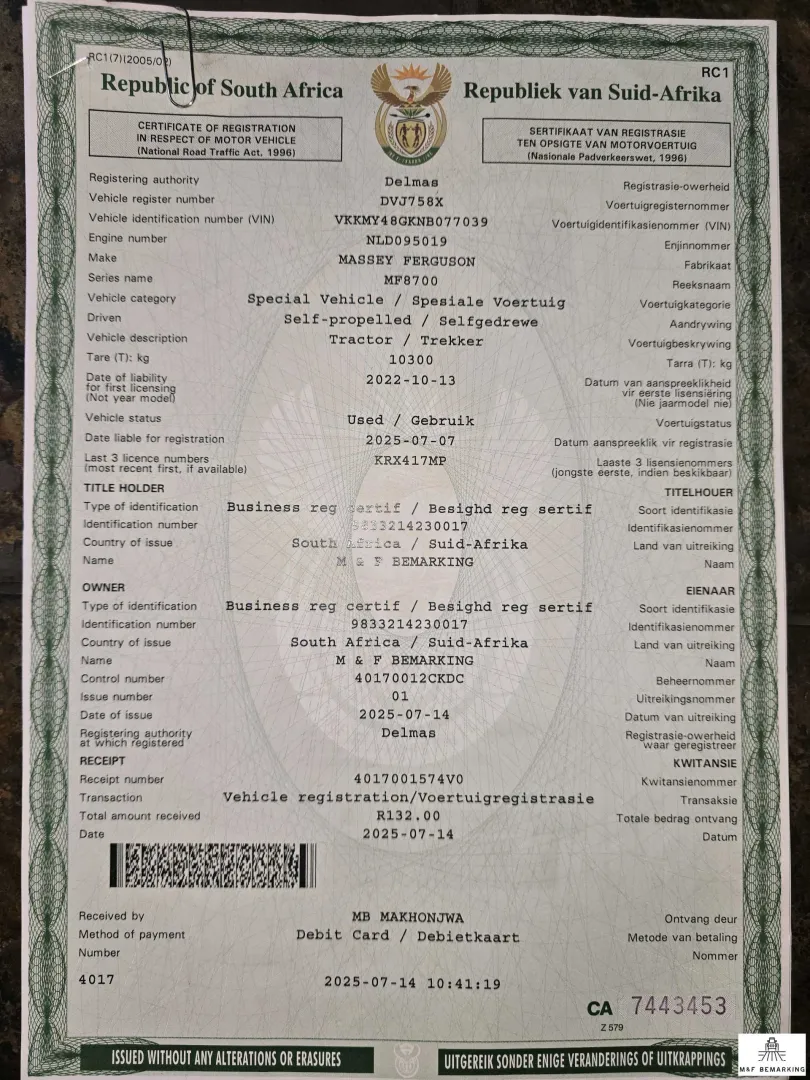 RC1(7)(2005/02)
RC1
Republic of South Africa
Republiek van Suid-Afrika
CERTIFICATE OF REGISTRATION
IN RESPECT OF MOTOR VEHICLE
(National Road Traffic Act. 1996)
SERTIFIKAAT VAN REGISTRASIE
TEN OPSIGTE VAN MOTORVOERTUIG
(Nasionale Padverkeerswet, 1996)
Registering authority Delmas Registrasie-owerheid
Vehicle register number DVJ758X Voertuigregisternommer
Vehicle identification number (VIN) VKKMY48GKNB077039 Voertuigidentifikasienommer (VIN)
Engine number NLD095019 Enjinnommer
Make MASSEY FERGUSON Fabrikaat
Series name MF8700 Reeksnaam
Vehicle category Special Vehicle / Spesiale Voertuig Voertuigkategorie
Driven Self-propelled / Selfgedrewe Aandrywing
Vehicle description Tractor / Trekker Voertuigbeskrywing
Tare (T): kg 10300 Tarra (T): kg
Date of liability
for first licensing
(Not year model)
2022-10-13
Datum van aanspreeklikheid
vir eerste lisensiëring
(Nie jaarmodel nie)
Vehicle status Used / Gebruik Voertuigstatus
Date liable for registration 2025-07-07 Datum aanspreeklik vir registrasie
Last 3 licence numbers
(most recent first, if available)
KRX417MP
Laaste 3 lisensienommers
(jongste eerste, indien beskikbaar)
TITLE HOLDER TITELHOUER
Type of identification Business reg sertif / Besighd reg sertif Soort identifikasie
Identification number 9833214230017 Identifikasienommer
Country of issue South Africa / Suid-Afrika Land van uitreiking
Name M & F BEMARKING Naam
OWNER EIENAAR
Type of identification Business reg certif / Besighd reg sertif Soort identifikasie
Identification number 9833214230017 Identifikasienommer
Country of issue South Africa / Suid-Afrika Land van uitreiking
Name M & F BEMARKING Naam
Control number 40170012CKDC Beheernommer
Issue number 01 Uitreikingsnommer
Date of issue 2025-07-14 Datum van uitreiking
Registering authority
at which registered
Delmas
Registrasie-owerheid
waar geregistreer
RECEIPT KWITANSIE
Receipt number 4017001574V0 Kwitansienommer
Transaction Vehicle registration/Voertuigregistrasie Transaksie
Total amount received R132.00 Totale bedrag ontvang
Date 2025-07-14 Datum
Received by MB MAKHONJWA Ontvang deur
Method of payment Debit Card / Debietkaart Metode van betaling
Number Nommer
4017 2025-07-14 10:41:19
CA 7443453
Z 579
ISSUED WITHOUT ANY ALTERATIONS OR ERASURES
UITGEREIK SONDER ENIGE VERANDERINGS OF UITKRAPPINGS
M&F BEMARKING